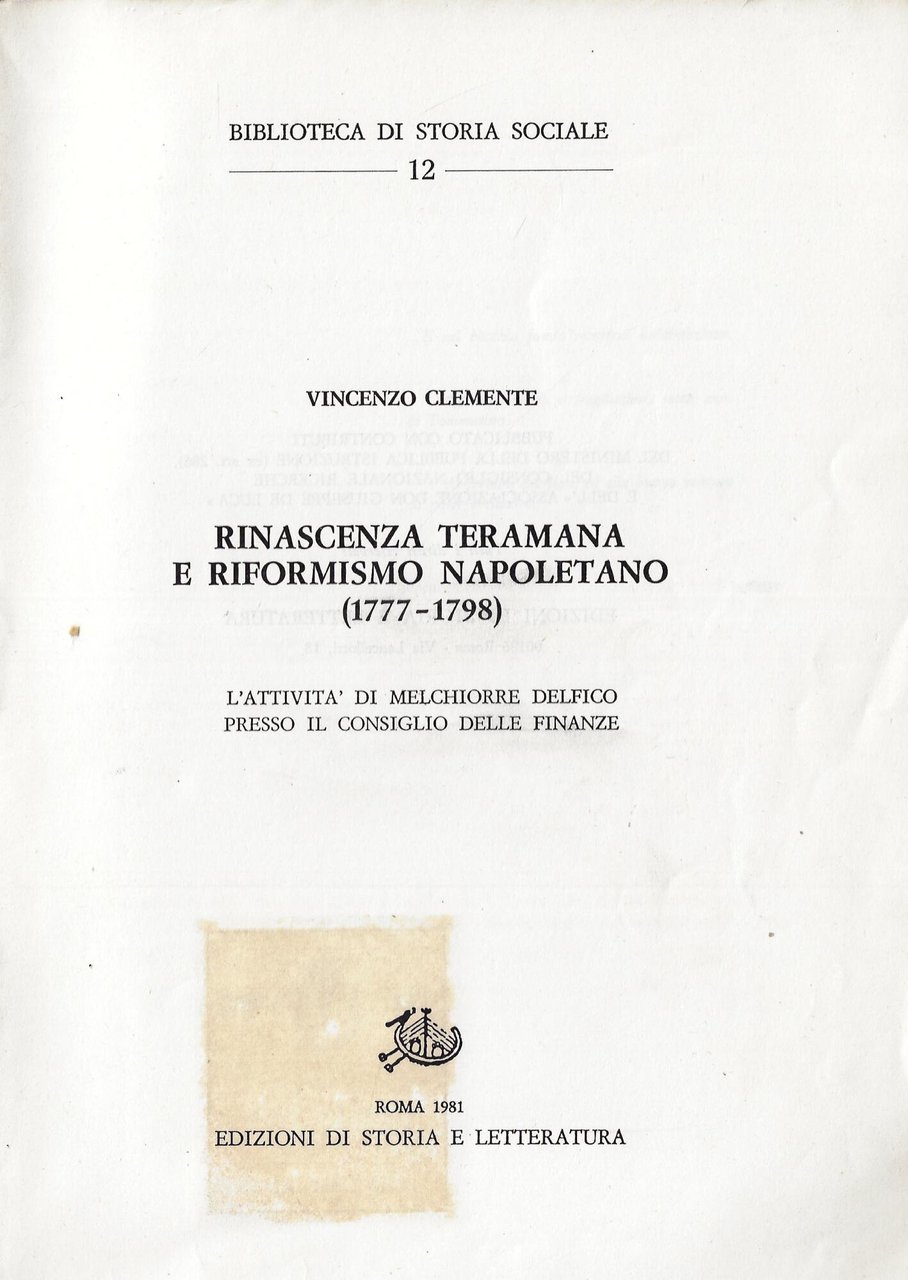 BIBLIOTECA DI STORIA SOCIALE
12
VINCENZO CLEMENTE
RINASCENZA TERAMANA
E RIFORMISMO NAPOLETANO
(1777-1798)
L'ATTIVITA' DI MELCHIORRE DELFICO
PRESSO IL CONSIGLIO DELLE FINANZE
ROMA 1981
EDIZIONI DI STORIA E LETTERATURA